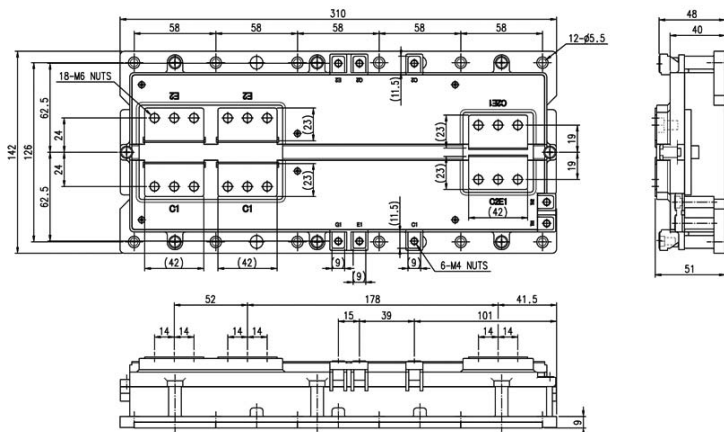 310
58 58 58 58 58
12-ø5.5
48
40
18-M6 NUTS
E2 E2 C2E1
(11.5)
(23) (23)
142
126
62.5
24
24
62.5
19
19
(23) (23)
C1 C1 C2E1
(42)
(11.5)
G1 E1 C1
(42) (42)
(9) (9) (9)
6-M4 NUTS
51
52 178 41.5
14 14 14 14 15 39 101 14 14
9